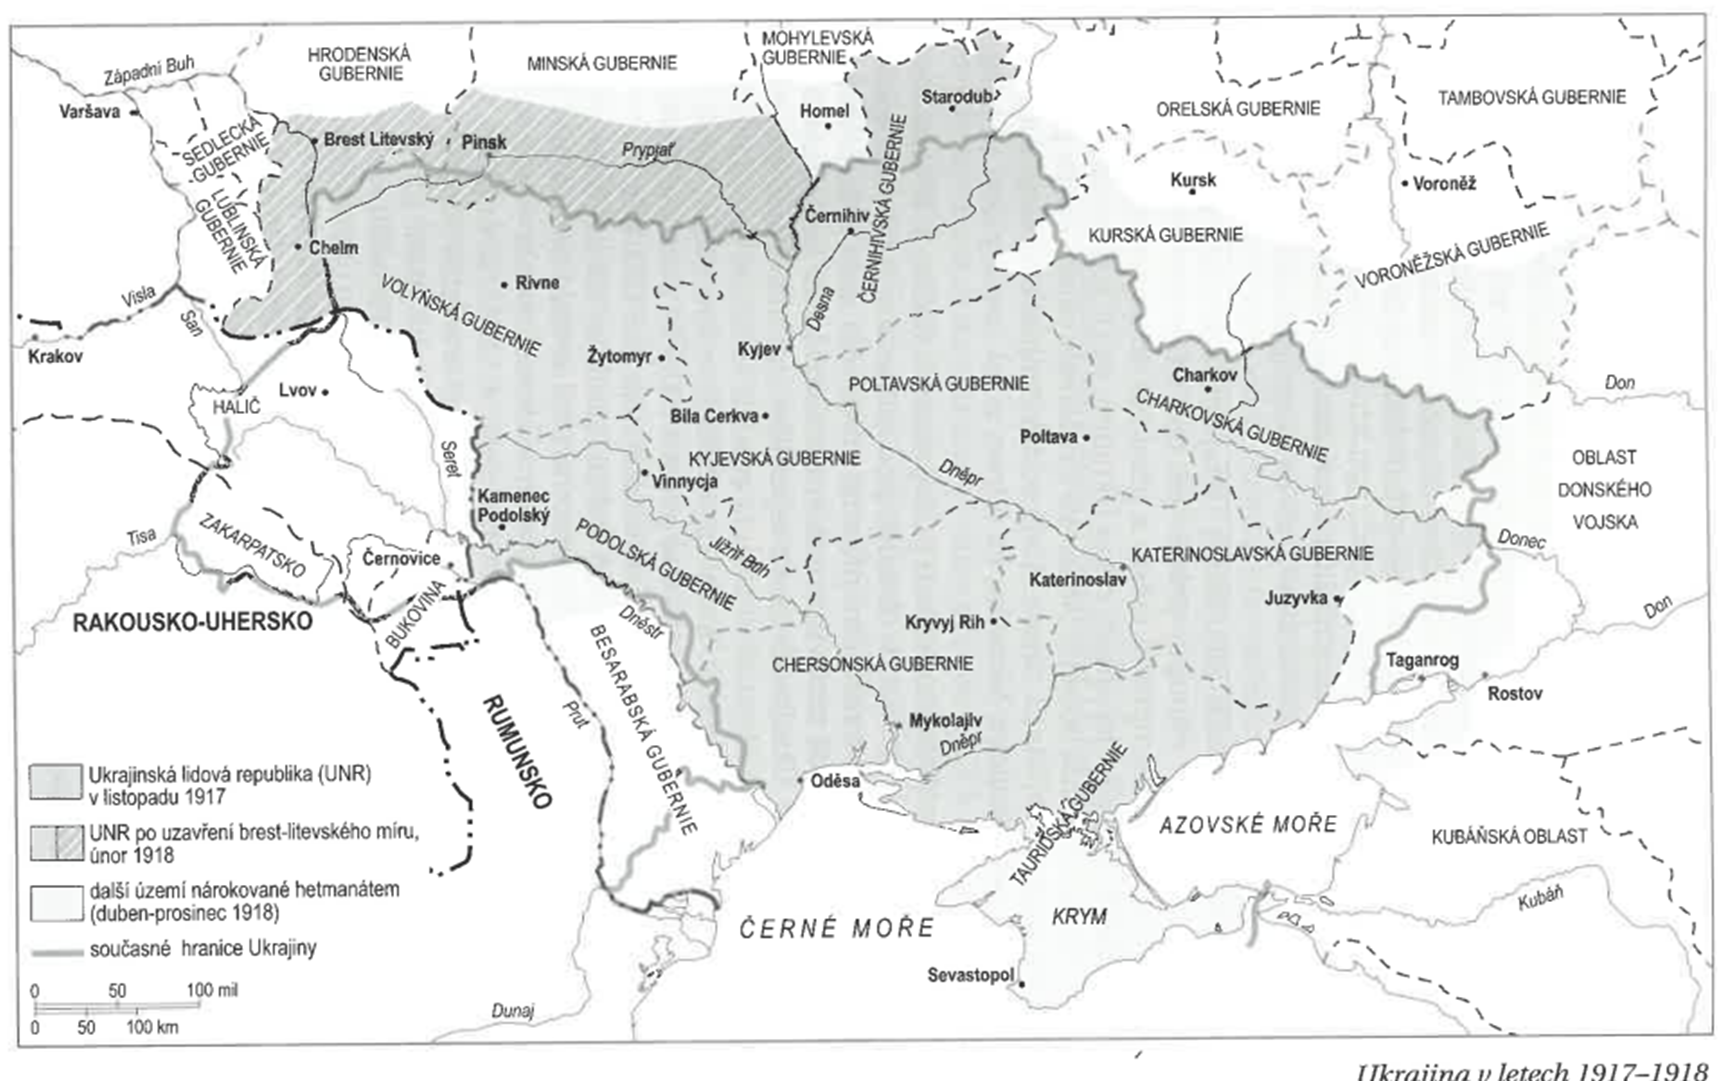 HRODENSKÁ
GUBERNIE
MINSKÁ GUBERNIE
MOHYLEVSKÁ
GUBERNIE
Západní Buh
Varšava
SEDLECKÁ
GUBERNIE
Brest Litevský
Pinsk
Prypjať
Homel
Starodub
ORELSKÁ GUBERNIE
TAMBOVSKÁ GUBERNIE
LUBLINSKÁ
GUBERNIE
Chelm
Černihiv
ČERNIHIVSKÁ GUBERNIE
Kursk
Voroněž
KURSKÁ GUBERNIE
VORONĚŽSKÁ GUBERNIE
Visla
San
Krakov
VOLYŇSKÁ GUBERNIE
Rivne
Žytomyr
Kyjev
Desna
POLTAVSKÁ GUBERNIE
Charkov
CHARKOVSKÁ GUBERNIE
Don
Lvov
HALIČ
Seret
Bila Cerkva
Poltava
KYJEVSKÁ GUBERNIE
Vinnycja
Dněpr
OBLAST
DONSKÉHO
VOJSKA
Kamenec
Podolský
PODOLSKÁ GUBERNIE
Jižní Buh
Tisa
ZAKARPATSKO
Černovice
BUKOVINA
KATERINOSLAVSKÁ GUBERNIE
Katerinoslav
Juzyvka
Donec
Don
RAKOUSKO-UHERSKO
Dněstr
BESARABSKÁ GUBERNIE
Kryvyj Rih
CHERSONSKÁ GUBERNIE
Taganrog
Rostov
RUMUNSKO
Prut
Mykolajiv
Dněpr
Oděsa
TAURIDSKÁ GUBERNIE
AZOVSKÉ MOŘE
KUBÁŇSKÁ OBLAST
Kubáň
KRYM
ČERNÉ MOŘE
Sevastopol
Dunaj
Ukrajinská lidová republika (UNR)
v listopadu 1917
UNR po uzavření brest-litevského míru,
únor 1918
další území nárokované hetmanátem
(duben-prosinec 1918)
současné hranice Ukrajiny
0 50 100 mil
0 50 100 km
Ukrajina v letech 1917–1918